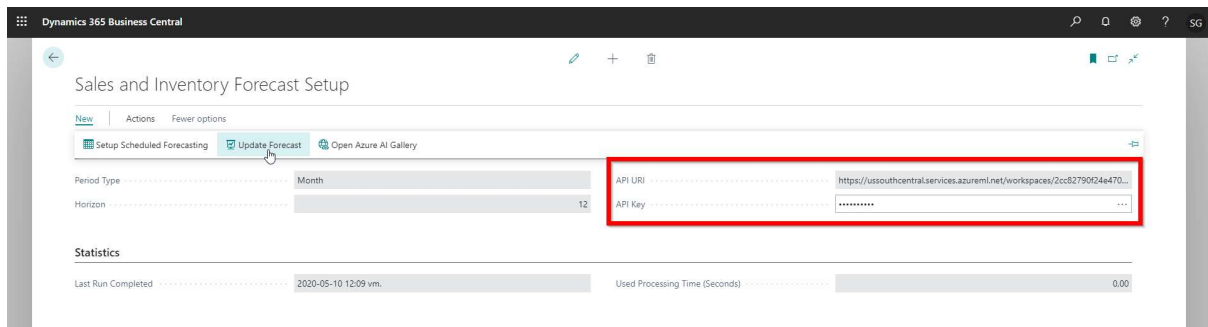 Dynamics 365 Business Central
? SG
Sales and Inventory Forecast Setup
New | Actions Fewer options
Setup Scheduled Forecasting Update Forecast Open Azure AI Gallery
Period Type Month API URI https://ussouthcentral.services.azureml.net/workspaces/2cc82790f24e470...
Horizon 12 API Key •••••••••• ...
Statistics
Last Run Completed 2020-05-10 12:09 vm. Used Processing Time (Seconds) 0.00